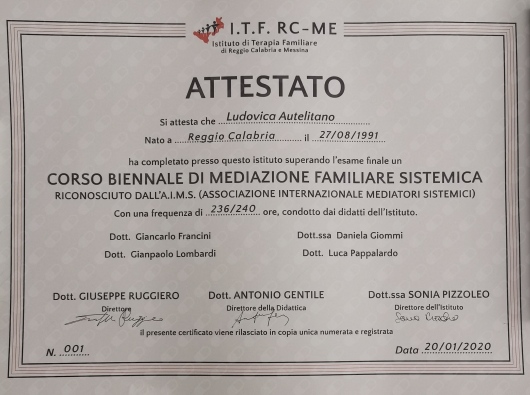 I.T.F. RC-ME
Istituto di Terapia Familiare
di Reggio Calabria e Messina
ATTESTATO
Si attesta che Ludovica Autelitano
Nato a Reggio Calabria il 27/08/1991
ha completato presso questo istituto superando l'esame finale un
CORSO BIENNALE DI MEDIAZIONE FAMILIARE SISTEMICA
RICONOSCIUTO DALL'A.I.M.S. (ASSOCIAZIONE INTERNAZIONALE MEDIATORI SISTEMICI)
Con una frequenza di 236/240 ore, condotto dai didatti dell'Istituto.
Dott. Giancarlo Francini Dott.ssa Daniela Giommi
Dott. Gianpaolo Lombardi Dott. Luca Pappalardo
Dott. GIUSEPPE RUGGIERO Dott. ANTONIO GENTILE Dott.ssa SONIA PIZZOLEO
Direttore Direttore della Didattica Direttore dell'Istituto
Il presente certificato viene rilasciato in copia unica numerata e registrata
N. 001 Data 20/01/2020